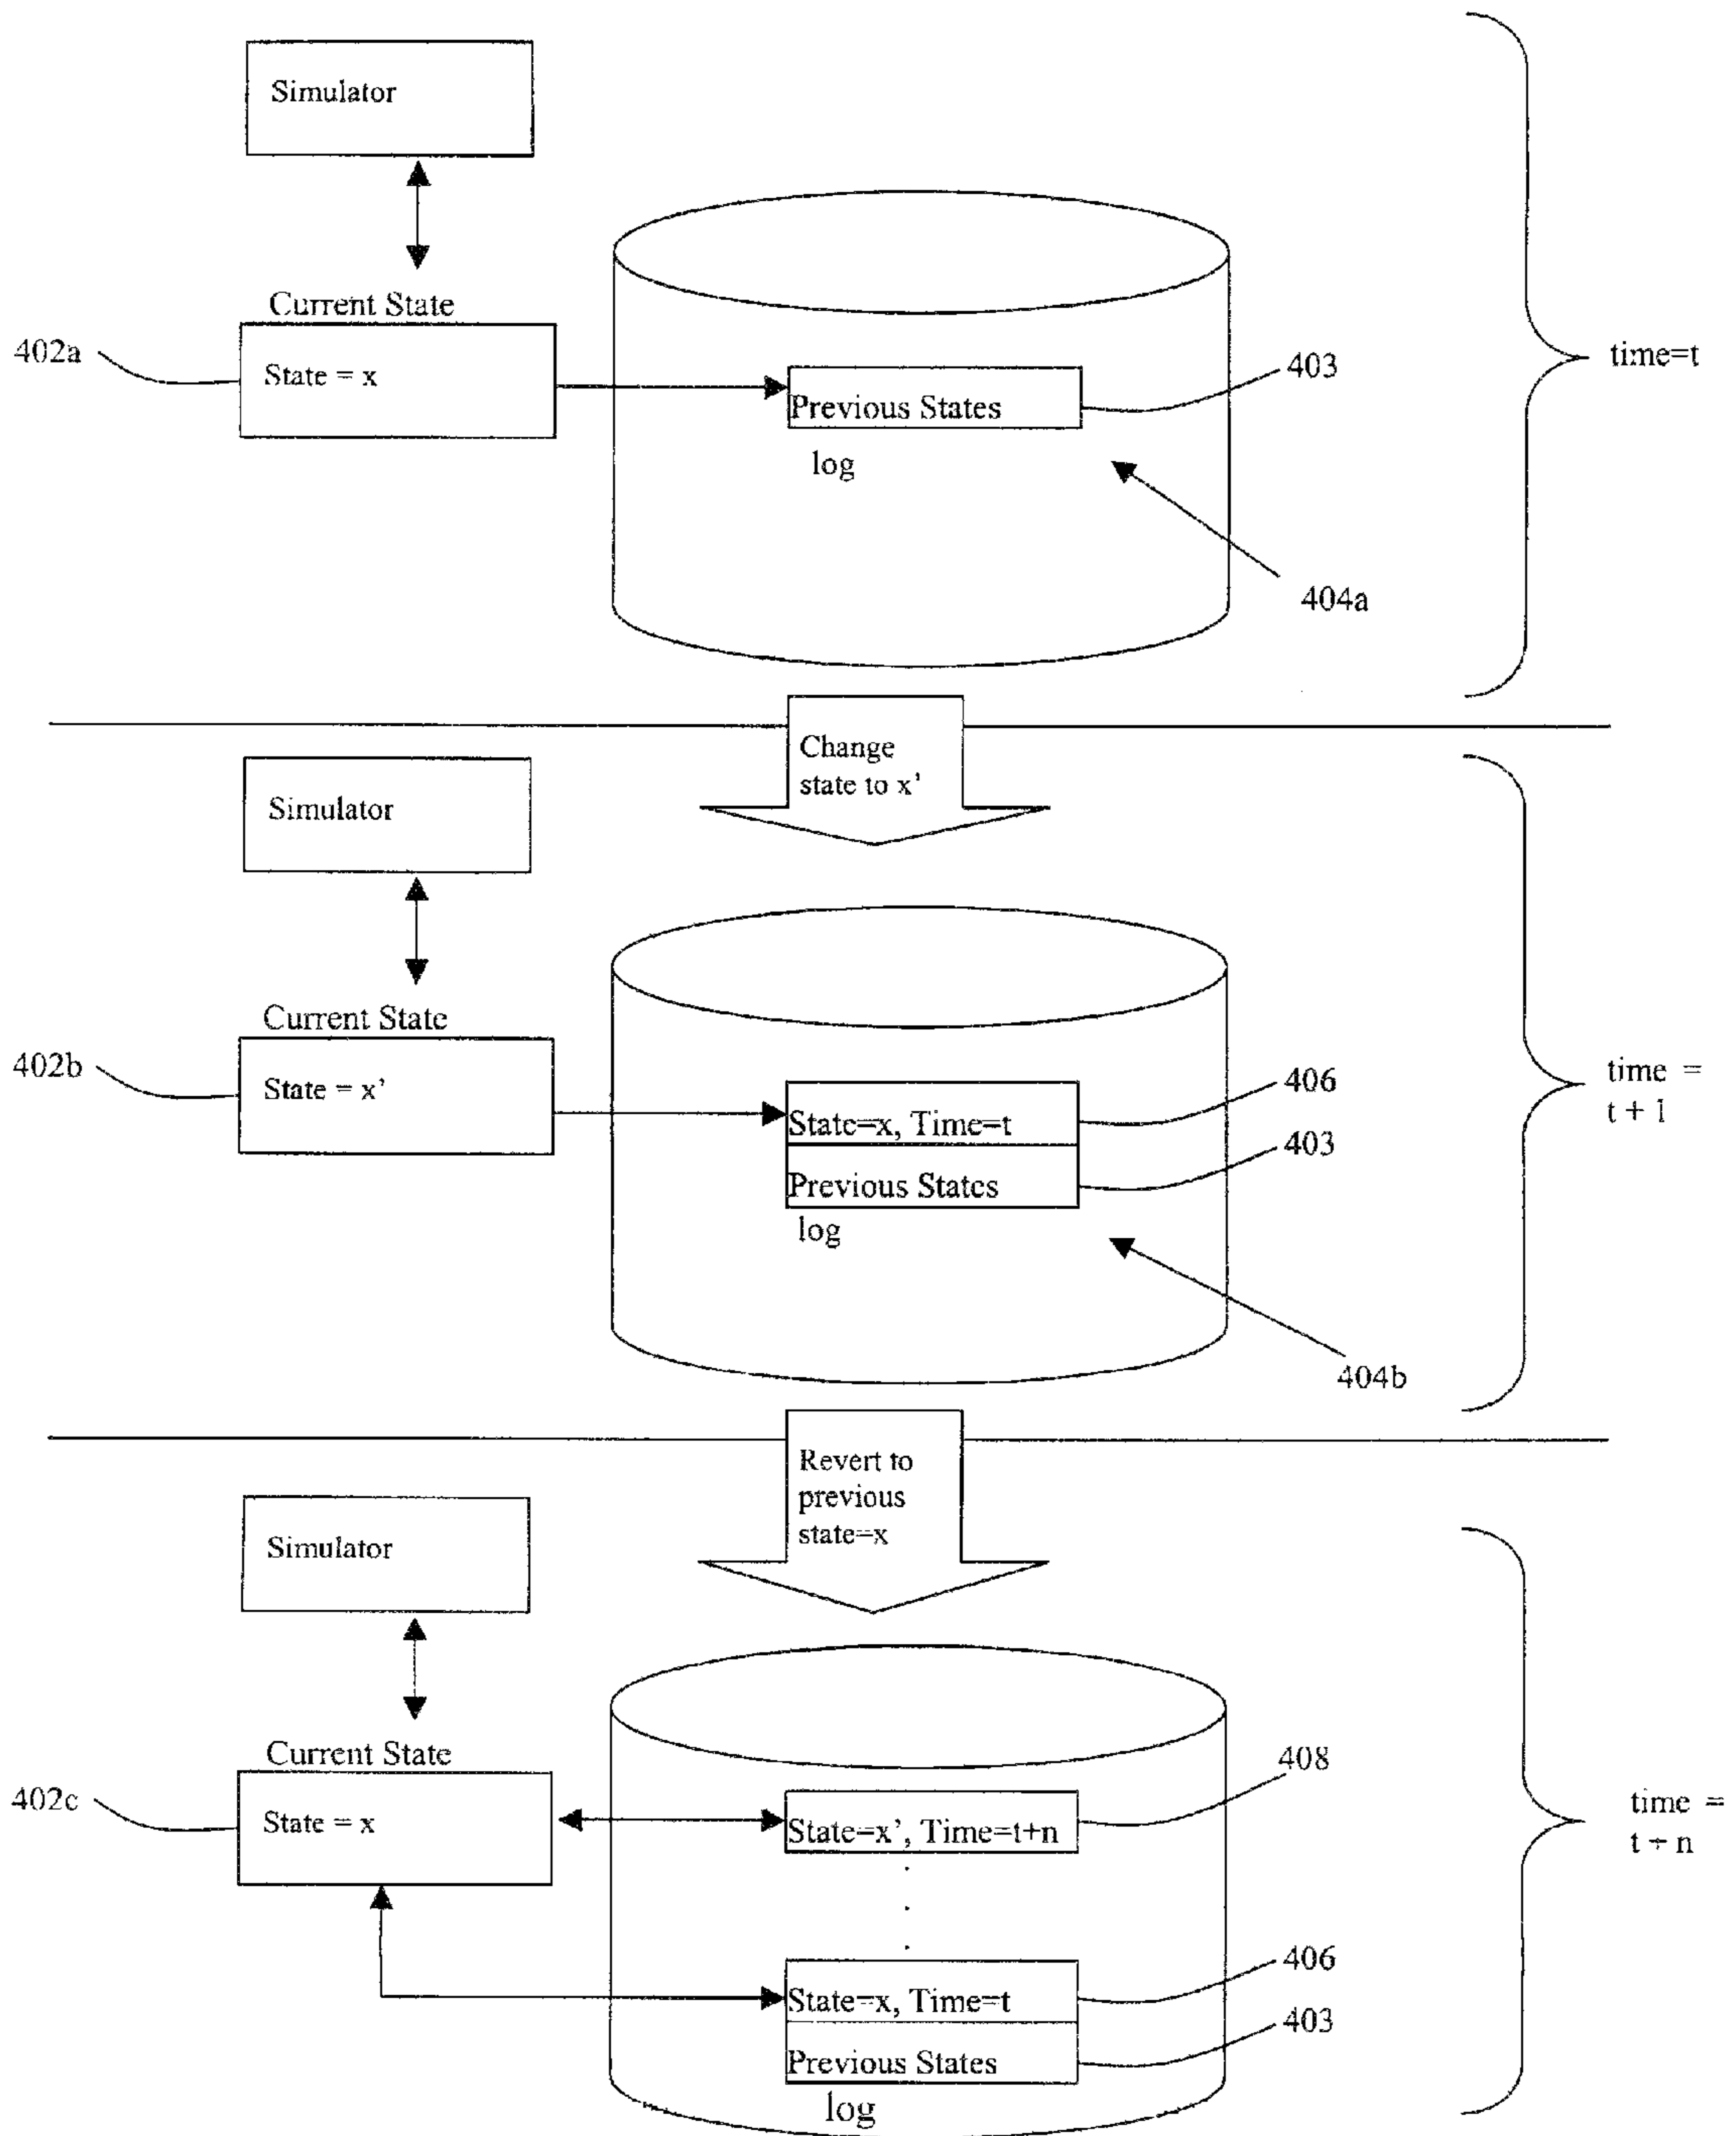 Simulator
Current State
402a
State = x
Previous States
log
403
404a
time=t
Change
state to x'
Simulator
Current State
402b
State = x'
State=x, Time=t
Previous States
log
406
403
404b
time =
t + 1
Revert to
previous
state=x
Simulator
Current State
402c
State = x
State=x', Time=t+n
408
.
.
.
State=x, Time=t
406
Previous States
403
log
time =
t + n